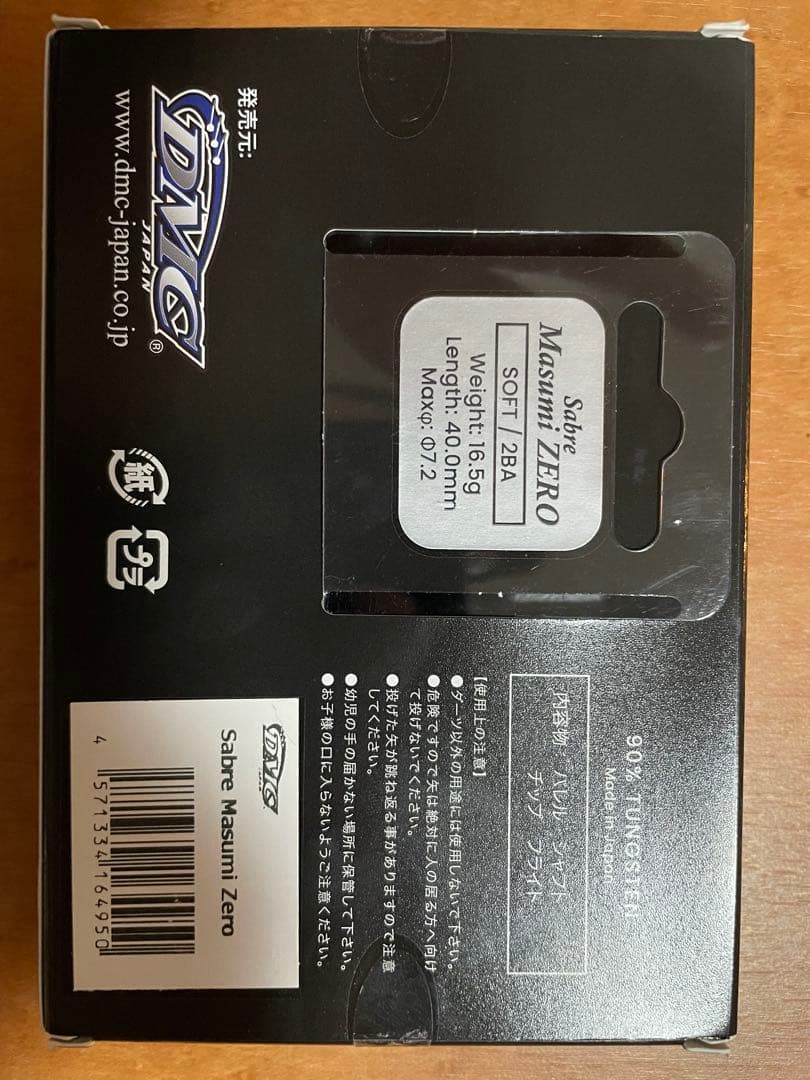 Sabre
Masumi ZERO
SOFT / 2BA
Weight: 16.5g
Length: 40.0mm
Maxφ: Φ7.2
発売元:
DMC
JAPAN
®
www.dmc-japan.co.jp
紙
プラ
90% TUNGSTEN
Made in Japan
内容物 : バレル シャフト
チップ フライト
【使用上の注意】
●ダーツ以外の用途には使用しないで下さい。
●危険ですので矢は絶対に人の居る方へ向け
て投げないでください。
●投げた矢が跳ね返る事がありますので注意
してください。
●幼児の手の届かない場所に保管して下さい。
●お子様の口に入らないようご注意ください。
DMC
JAPAN
Sabre Masumi Zero
4 571334 164950